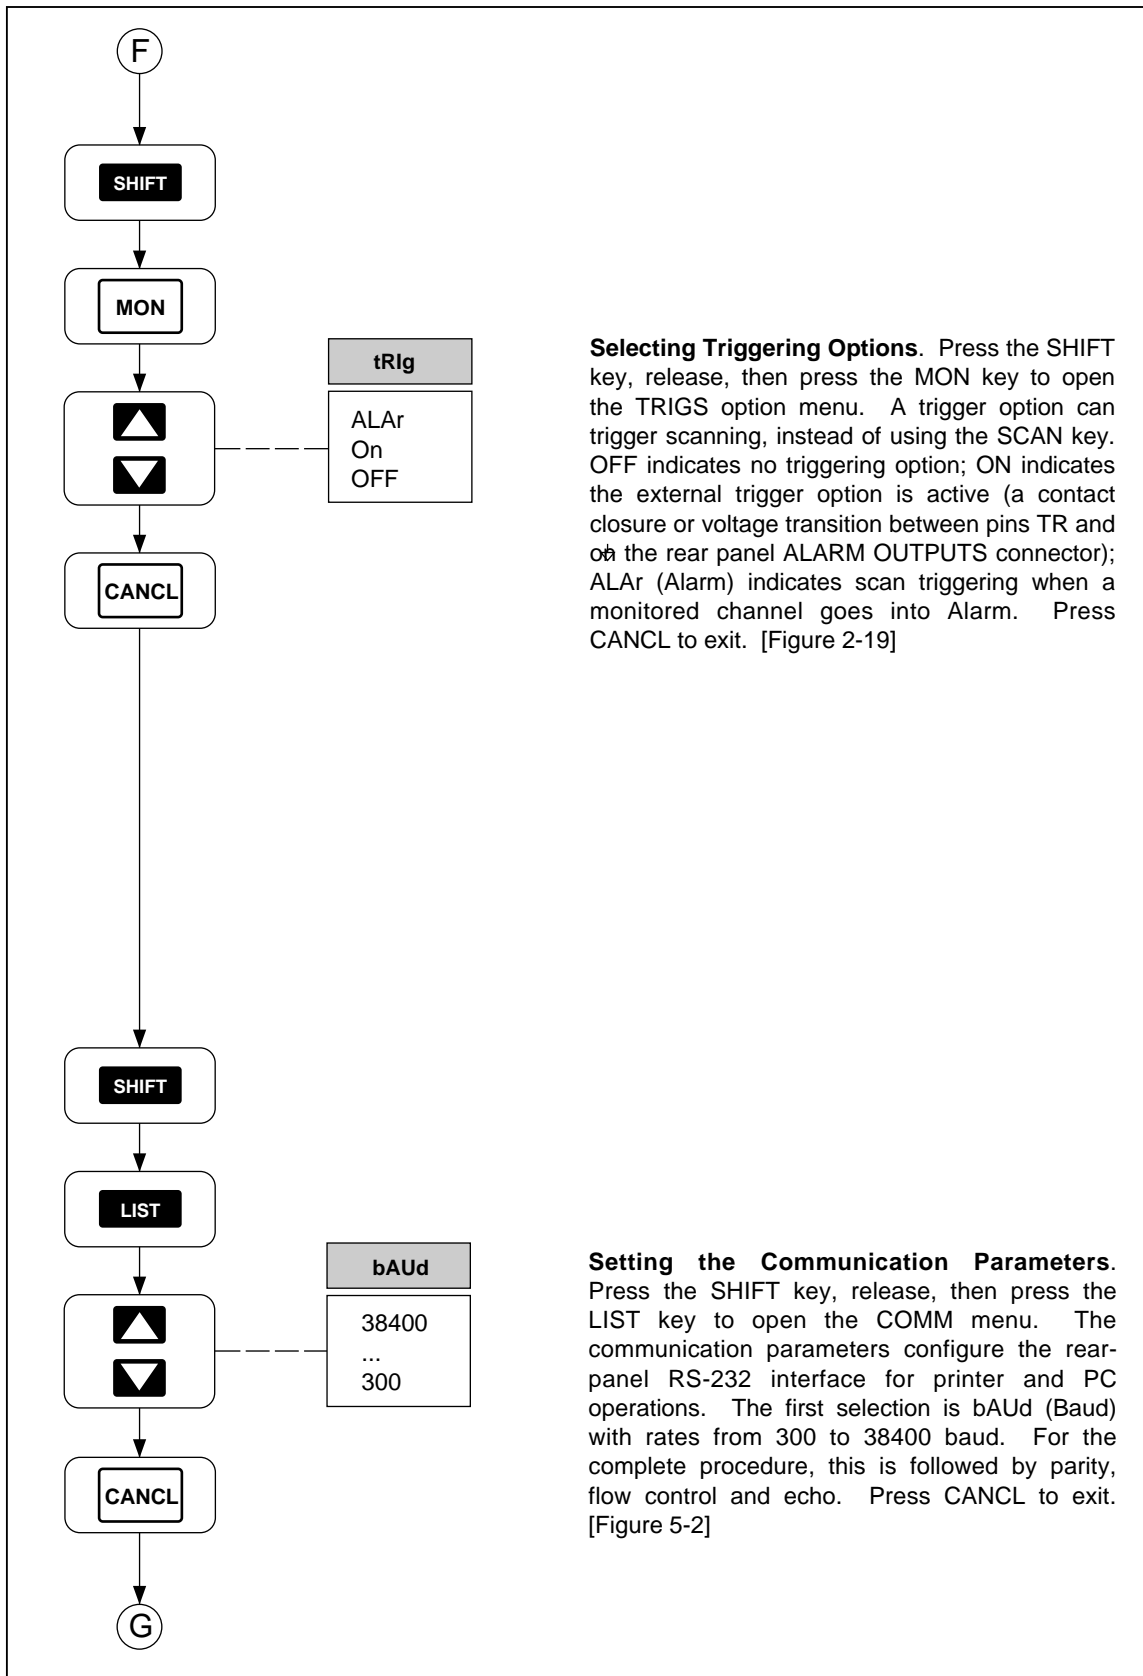 F
SHIFT
MON
tRIg
ALAr
On
OFF
CANCL
Selecting Triggering Options. Press the SHIFT
key, release, then press the MON key to open
the TRIGS option menu. A trigger option can
trigger scanning, instead of using the SCAN key.
OFF indicates no triggering option; ON indicates
the external trigger option is active (a contact
closure or voltage transition between pins TR and
on the rear panel ALARM OUTPUTS connector);
ALAr (Alarm) indicates scan triggering when a
monitored channel goes into Alarm. Press
CANCL to exit. [Figure 2-19]
SHIFT
LIST
bAUd
38400
...
300
CANCL
Setting the Communication Parameters.
Press the SHIFT key, release, then press the
LIST key to open the COMM menu. The
communication parameters configure the rear-
panel RS-232 interface for printer and PC
operations. The first selection is bAUd (Baud)
with rates from 300 to 38400 baud. For the
complete procedure, this is followed by parity,
flow control and echo. Press CANCL to exit.
[Figure 5-2]
G